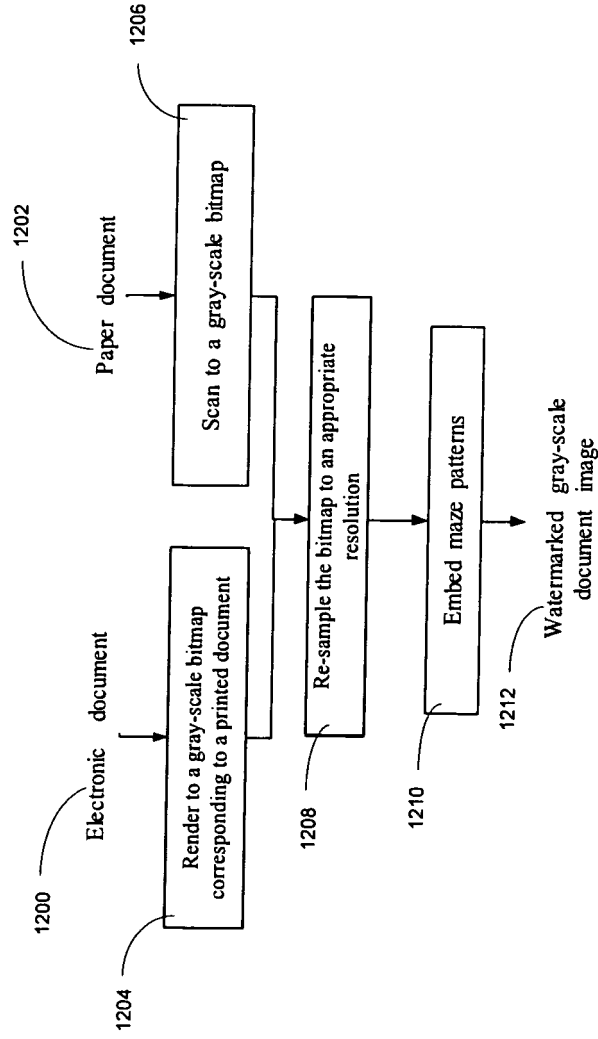 1200
Electronic document
1202
Paper document
1204
Render to a gray-scale bitmap
corresponding to a printed document
1206
Scan to a gray-scale bitmap
1208
Re-sample the bitmap to an appropriate
resolution
1210
Embed maze patterns
1212
Watermarked gray-scale
document image